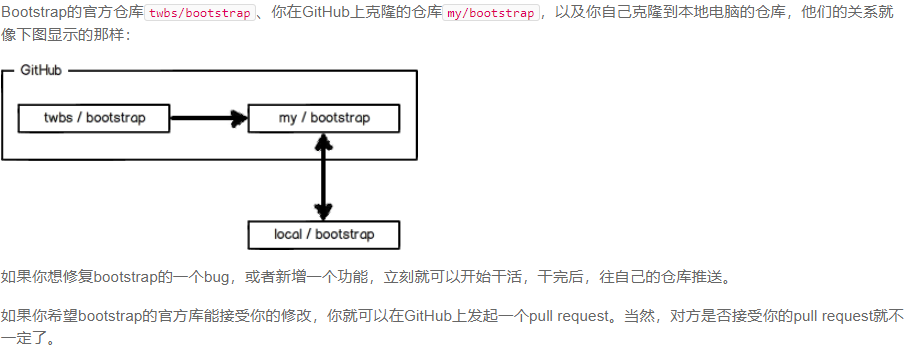 Bootstrap的官方仓库twbs/bootstrap、你在GitHub上克隆的仓库my/bootstrap，以及你自己克隆到本地电脑的仓库，他们的关系就
像下图显示的那样：
GitHub
twbs / bootstrap
my / bootstrap
local / bootstrap
如果你想修复bootstrap的一个bug，或者新增一个功能，立刻就可以开始干活，干完后，往自己的仓库推送。
如果你希望bootstrap的官方库能接受你的修改，你就可以在GitHub上发起一个pull request。当然，对方是否接受你的pull request就不
一定了。